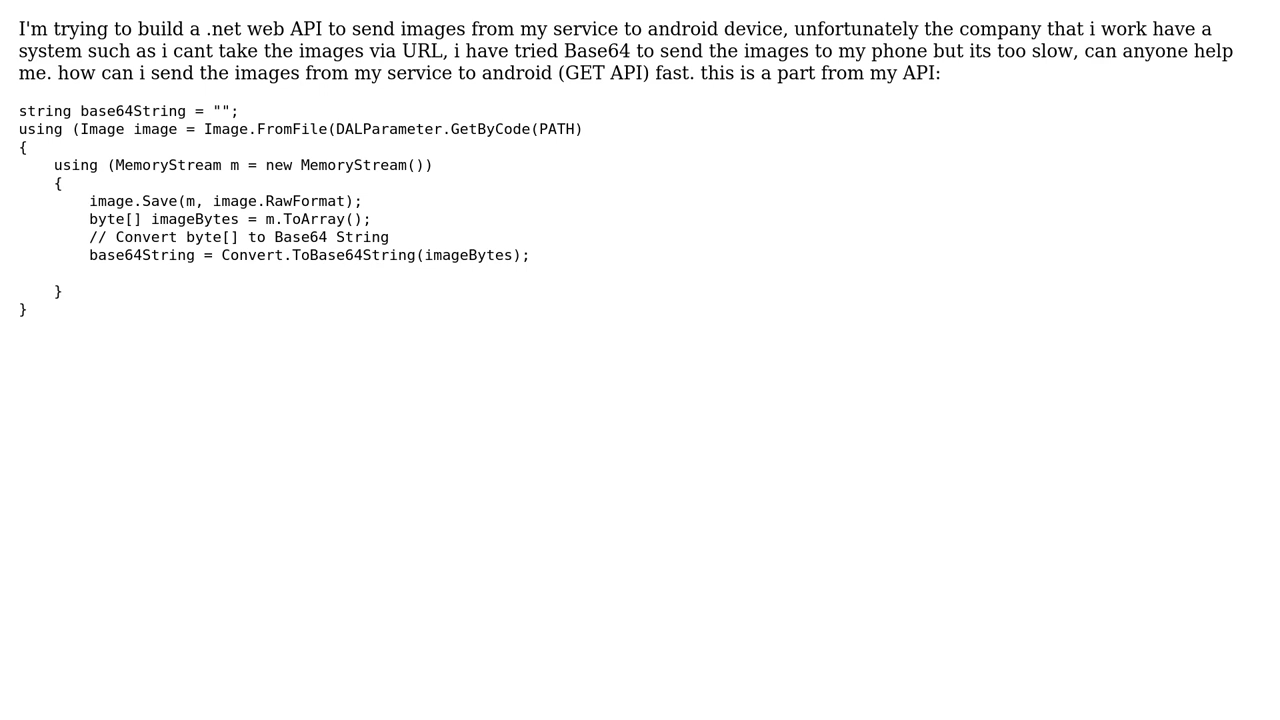 I'm trying to build a .net web API to send images from my service to android device, unfortunately the company that i work have a
system such as i cant take the images via URL, i have tried Base64 to send the images to my phone but its too slow, can anyone help
me. how can i send the images from my service to android (GET API) fast. this is a part from my API:
string base64String = "";
using (Image image = Image.FromFile(DALParameter.GetByCode(PATH)
{
    using (MemoryStream m = new MemoryStream())
    {
        image.Save(m, image.RawFormat);
        byte[] imageBytes = m.ToArray();
        // Convert byte[] to Base64 String
        base64String = Convert.ToBase64String(imageBytes);
    }
}